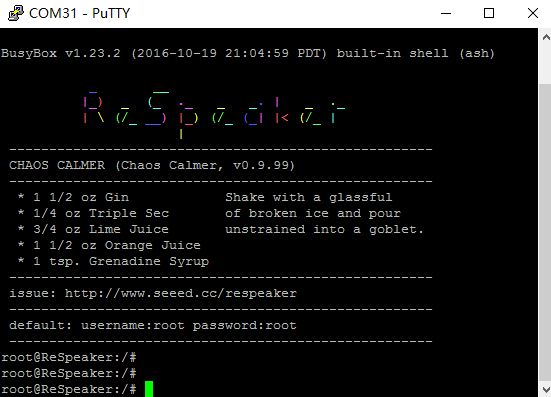 COM31 - PuTTY
BusyBox v1.23.2 (2016-10-19 21:04:59 PDT) built-in shell (ash)
ReSpeaker
CHAOS CALMER (Chaos Calmer, v0.9.99)
* 1 1/2 oz Gin Shake with a glassful
* 1/4 oz Triple Sec of broken ice and pour
* 3/4 oz Lime Juice unstrained into a goblet.
* 1 1/2 oz Orange Juice
* 1 tsp. Grenadine Syrup
issue: http://www.seeed.cc/respeaker
default: username:root password:root
root@ReSpeaker:/#
root@ReSpeaker:/#
root@ReSpeaker:/#